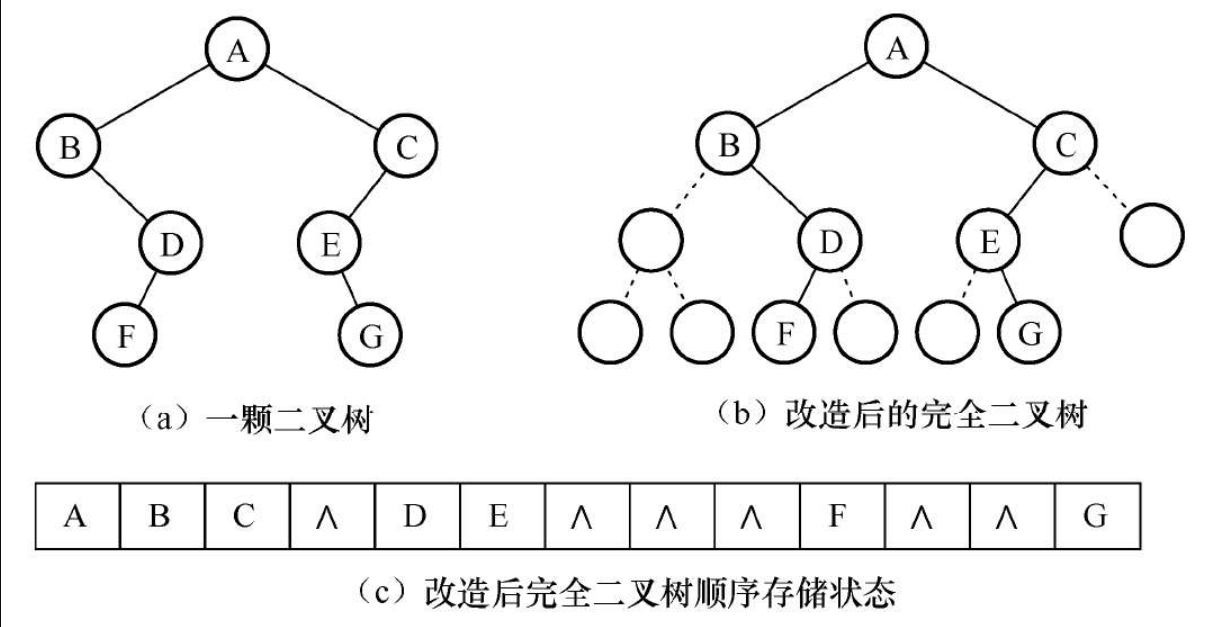 A A
B C B C
D E D E
F G F G
（a）一颗二叉树 （b）改造后的完全二叉树
A B C ∧ D E ∧ ∧ ∧ F ∧ ∧ G
（c）改造后完全二叉树顺序存储状态